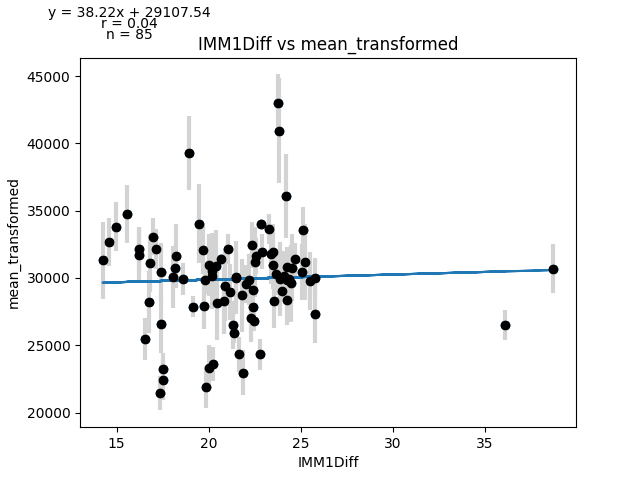 y = 38.22x + 29107.54
r = 0.04
n = 85
IMM1Diff vs mean_transformed
45000
40000
35000
30000
25000
20000
mean_transformed
15
20
25
30
35
IMM1Diff